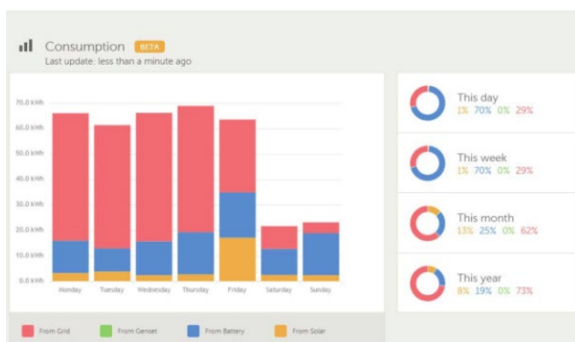 Consumption BETA
Last update: less than a minute ago
70.0 kWh
60.0 kWh
50.0 kWh
40.0 kWh
30.0 kWh
20.0 kWh
10.0 kWh
0.0 kWh
Monday Tuesday Wednesday Thursday Friday Saturday Sunday
From Grid From Genset From Battery From Solar
This day
1% 70% 0% 29%
This week
1% 70% 0% 29%
This month
13% 25% 0% 62%
This year
8% 19% 0% 73%